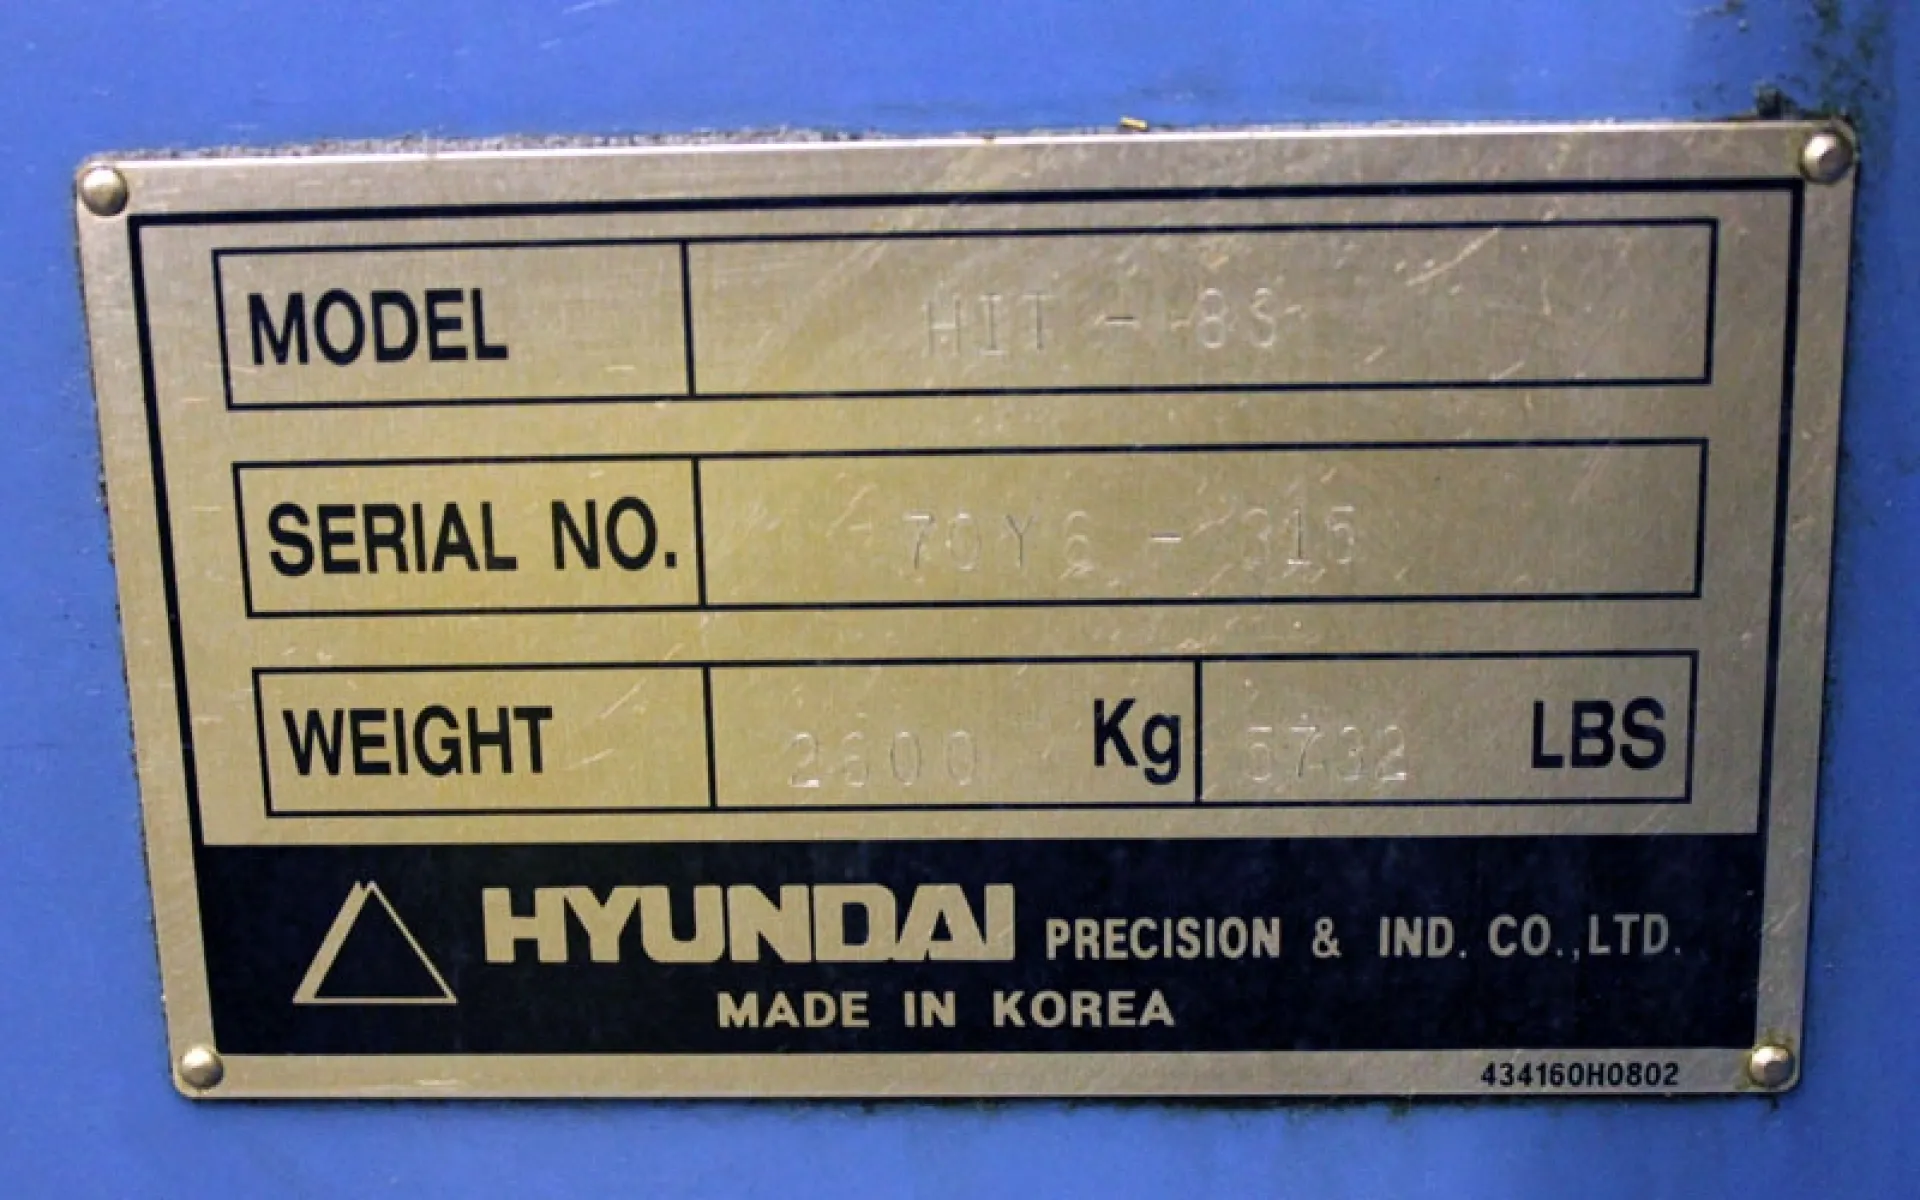 MODEL HIT - 8S
SERIAL NO. 70Y6 - 315
WEIGHT 2600 Kg 5732 LBS
HYUNDAI PRECISION & IND. CO.,LTD.
MADE IN KOREA
434160H0802